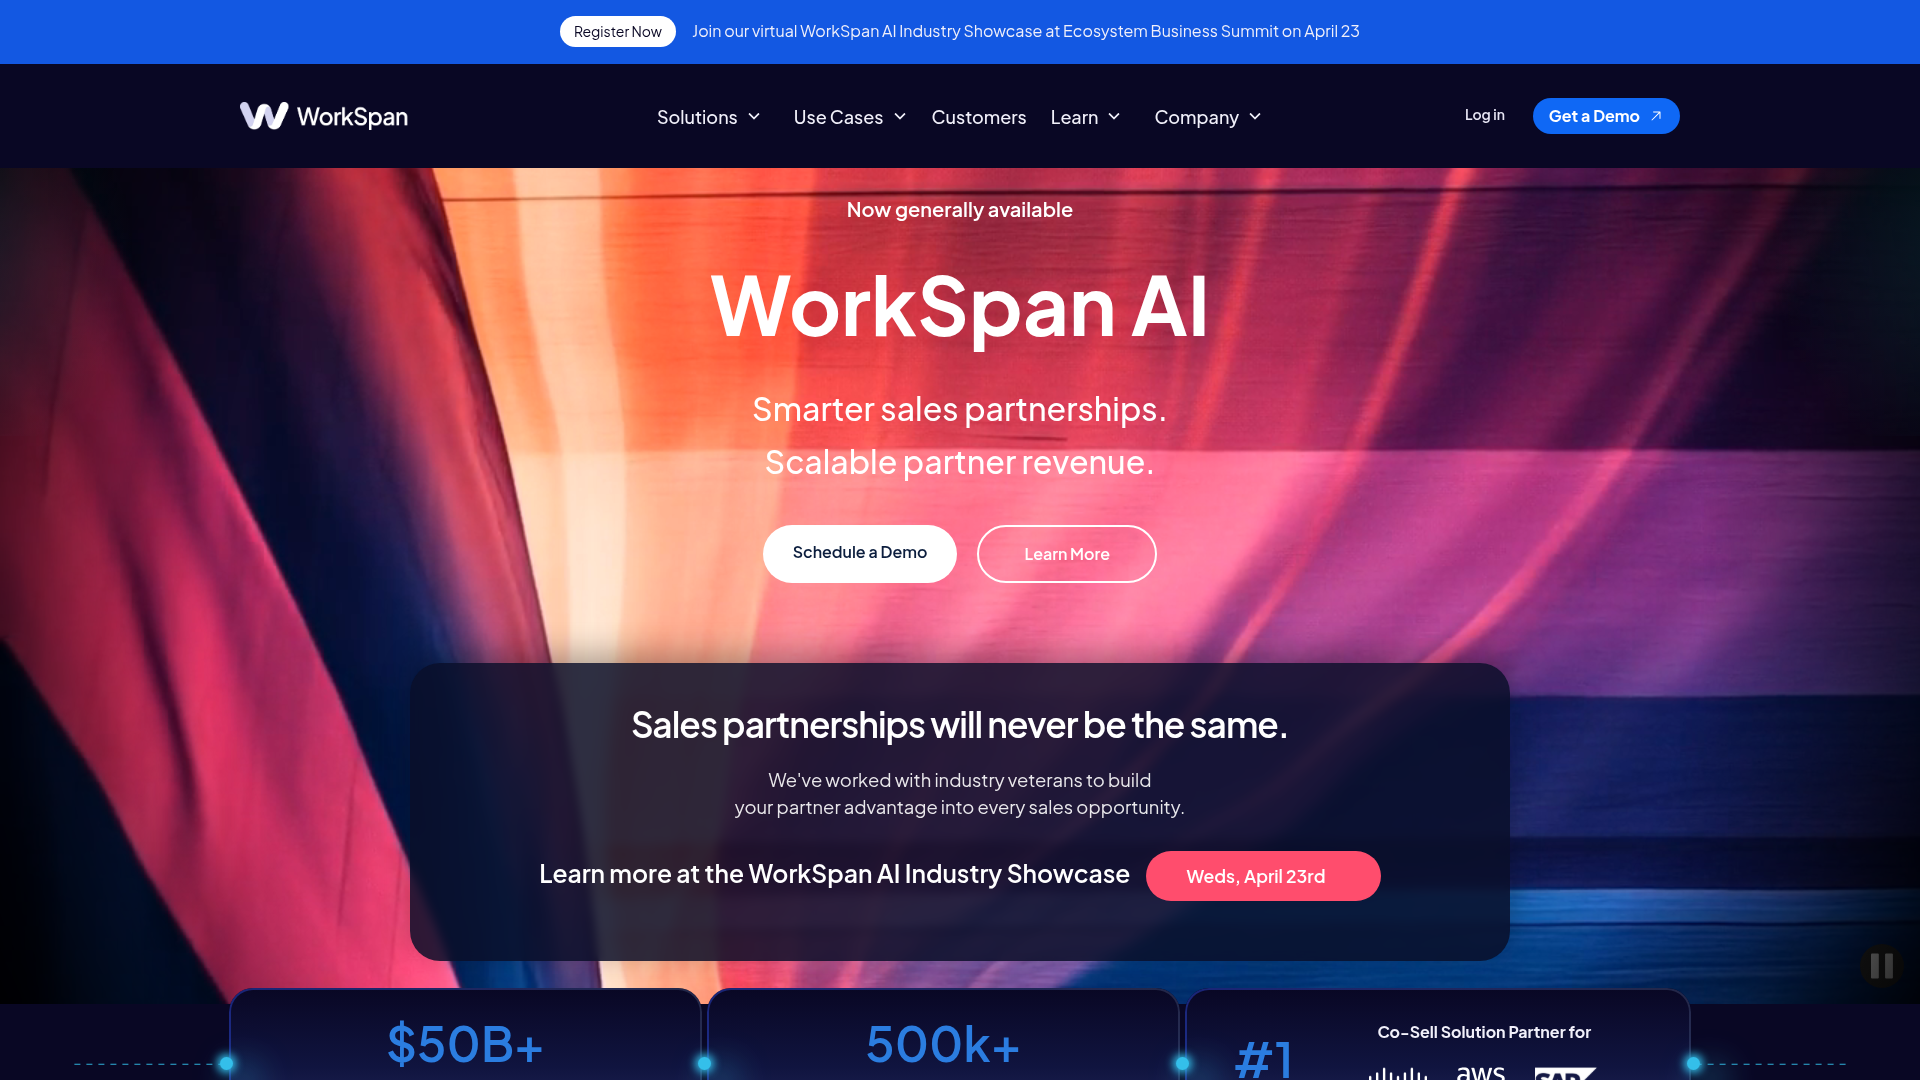 Register Now
Join our virtual WorkSpan AI Industry Showcase at Ecosystem Business Summit on April 23
WorkSpan
Solutions
Use Cases
Customers
Learn
Company
Log in
Get a Demo
Now generally available
WorkSpan AI
Smarter sales partnerships.
Scalable partner revenue.
Schedule a Demo
Learn More
Sales partnerships will never be the same.
We've worked with industry veterans to build
your partner advantage into every sales opportunity.
Learn more at the WorkSpan AI Industry Showcase
Weds, April 23rd
$50B+
500k+
#1
Co-Sell Solution Partner for
aws
SAP